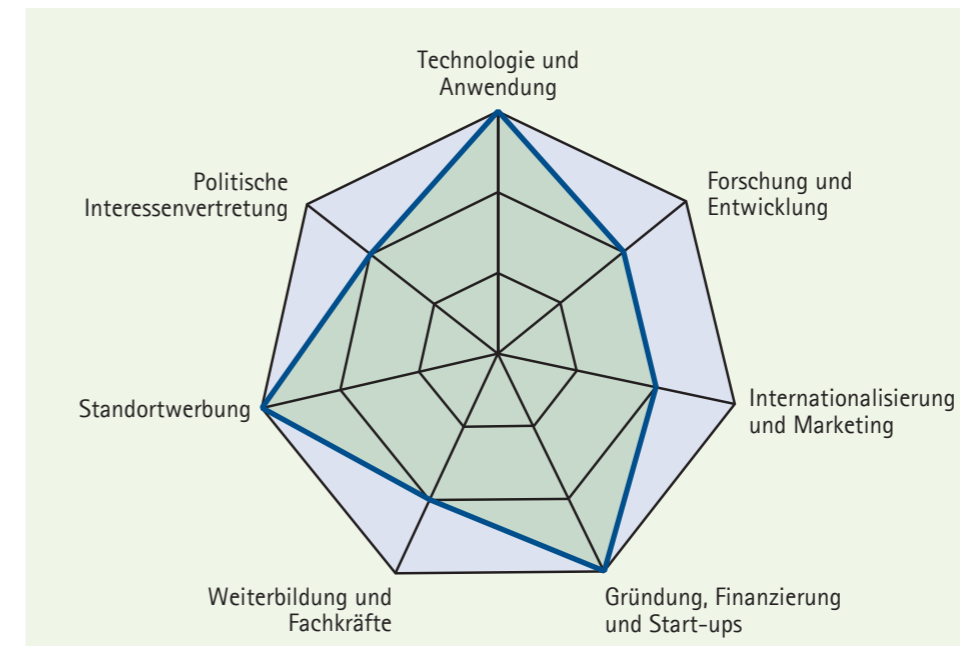 Technologie und
Anwendung
Politische
Interessenvertretung
Forschung und
Entwicklung
Standortwerbung
Internationalisierung
und Marketing
Weiterbildung und
Fachkräfte
Gründung, Finanzierung
und Start-ups